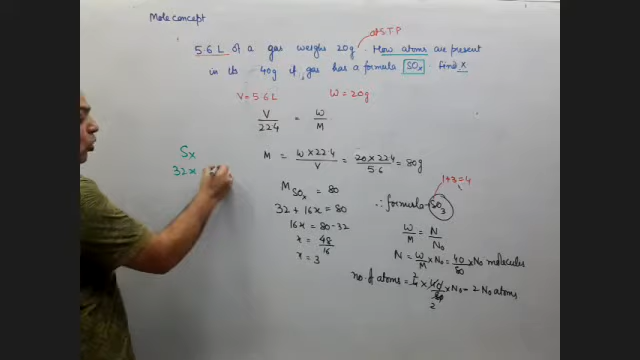 Mole concept
at S.T.P
5.6 L of a gas weighs 20g. How atoms are present
in its 40g if gas has a formula SOx. Find x
V = 5.6L W = 20g
V/22.4 = W/M
M = W×22.4/V = 20×22.4/5.6 = 80g
M SOx = 80
32 + 16x = 80
16x = 80-32
x = 48/16
x = 3
Sx
32x
1+3=4
∴ formula SO3
W/M = N/N0
N = W/M × N0 = 40/80 × N0 molecules
no. of atoms = 4 × 40/80 × N0 = 2 N0 atoms